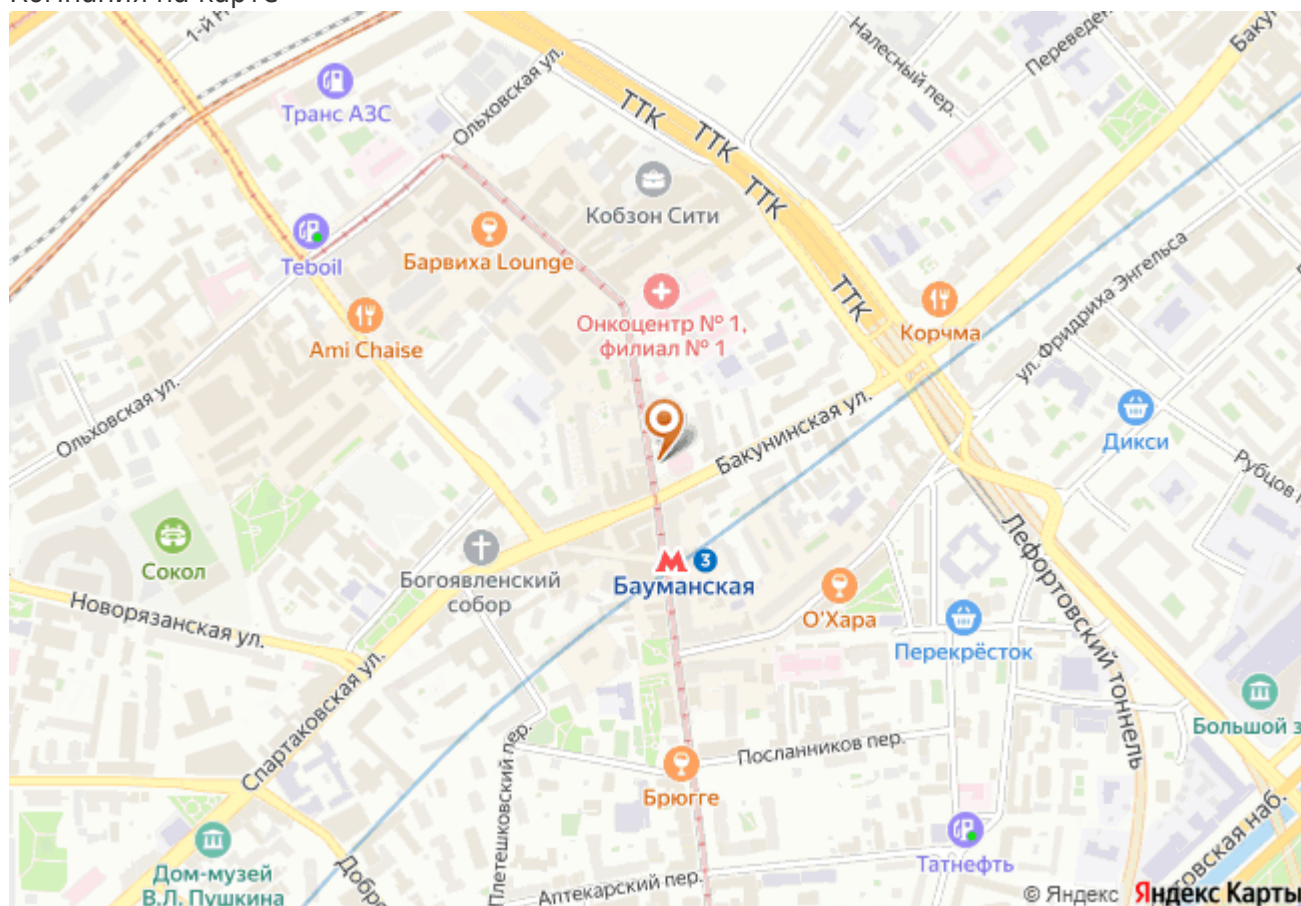 1-й Н
Налесный пер.
Переведе
Баку
Транс АЗС
Ольховская ул.
ТТК
ТТК
ТТК
ТТК
Кобзон Сити
Барвиха Lounge
Teboil
Ami Chaise
Онкоцентр № 1,
филиал № 1
Корчма
ул. Фридриха Энгельса
Ольховская ул.
Бакунинская ул.
Дикси
Рубцов
Сокол
Богоявленский
собор
3
Бауманская
Новорязанская ул.
О'Хара
Перекрёсток
Лефортовский тоннель
Большой з
Спартаковская ул.
Плетешковский пер.
Посланников пер.
Брюгге
Татнефть
Дом-музей
В.Л. Пушкина
Добро
Аптекарский пер.
овская наб.
© Яндекс Яндекс Карты